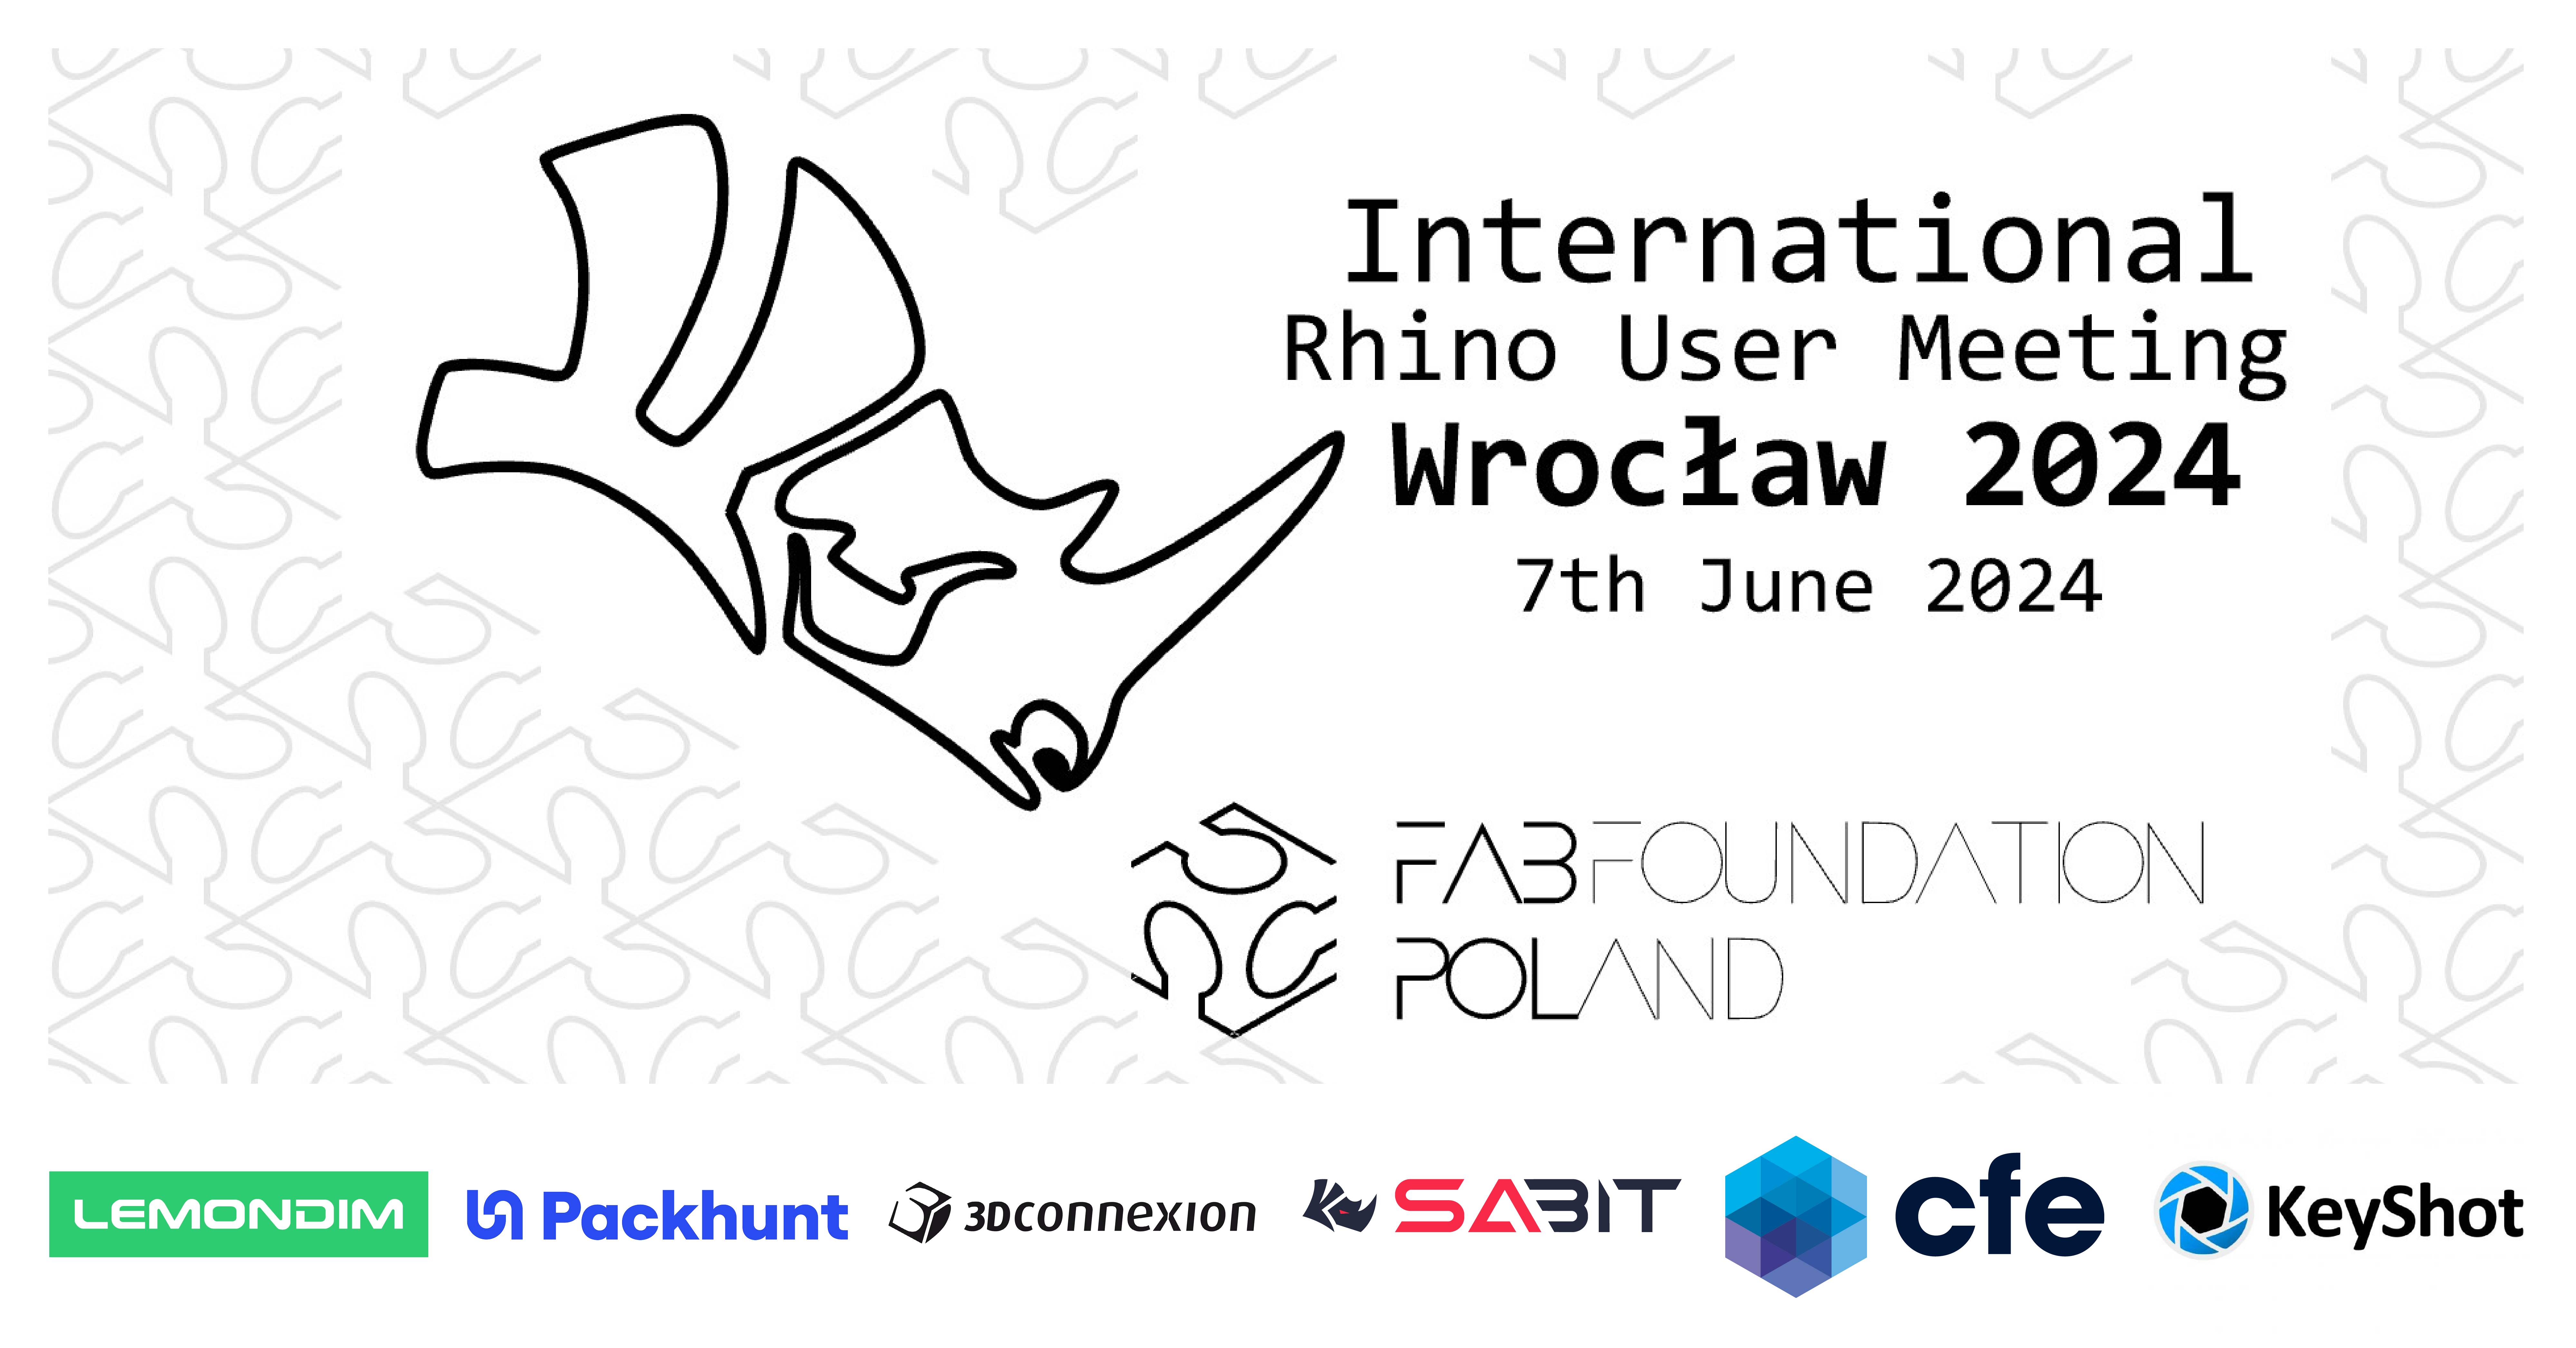 International
Rhino User Meeting
Wrocław 2024
7th June 2024
FABFOUNDATION
POLAND
LEMONDIM
Packhunt
3Dconnexion
SABIT
cfe
KeyShot